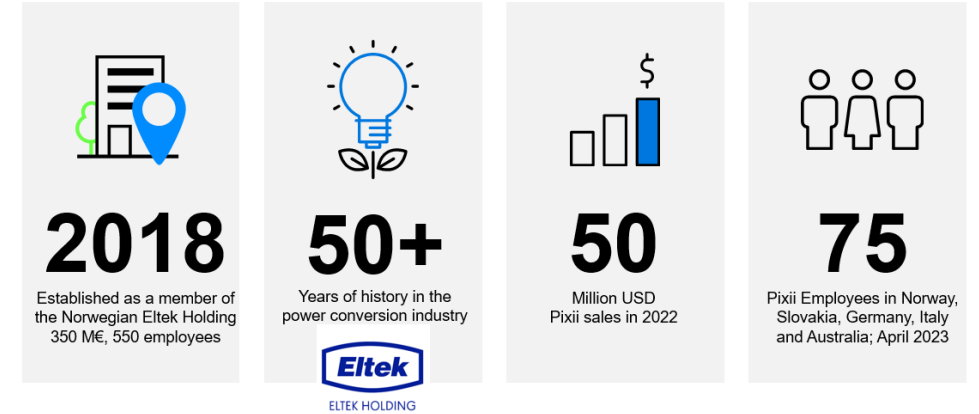 2018
Established as a member of
the Norwegian Eltek Holding
350 M€, 550 employees
50+
Years of history in the
power conversion industry
Eltek
ELTEK HOLDING
$
50
Million USD
Pixii sales in 2022
75
Pixii Employees in Norway,
Slovakia, Germany, Italy
and Australia; April 2023